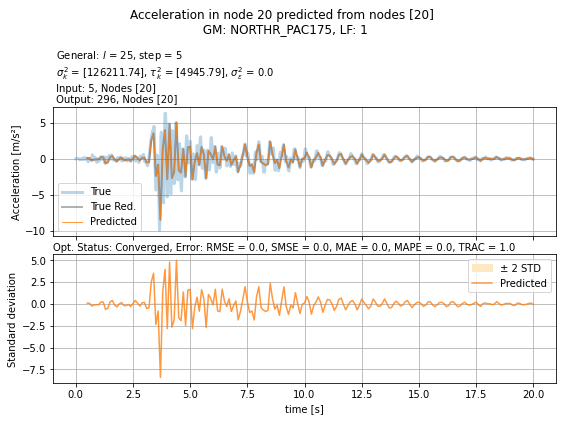 Acceleration in node 20 predicted from nodes [20]
GM: NORTHR_PAC175, LF: 1
General: l = 25, step = 5
σ²ₖ = [126211.74], τ²ₖ = [4945.79], σ²ε = 0.0
Input: 5, Nodes [20]
Output: 296, Nodes [20]
5
0
−5
−10
Acceleration [m/s²]
True
True Red.
Predicted
Opt. Status: Converged, Error: RMSE = 0.0, SMSE = 0.0, MAE = 0.0, MAPE = 0.0, TRAC = 1.0
5.0
2.5
0.0
−2.5
−5.0
−7.5
Standard deviation
± 2 STD
Predicted
0.0 2.5 5.0 7.5 10.0 12.5 15.0 17.5 20.0
time [s]